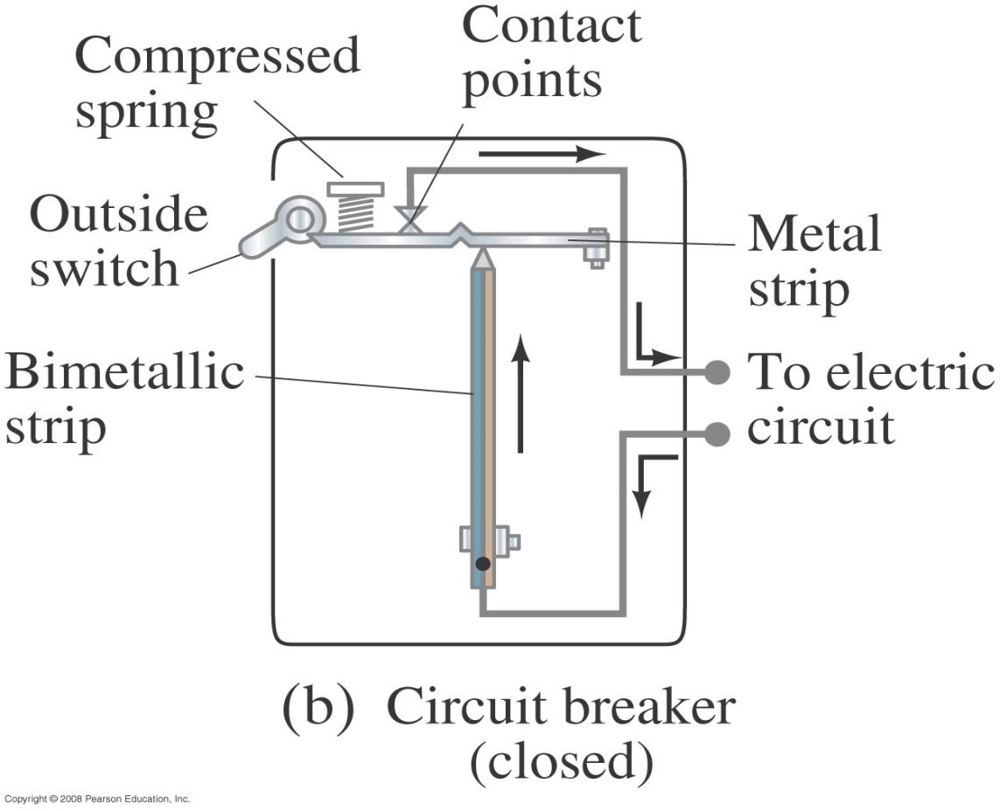 Compressed
spring
Contact
points
Outside
switch
Metal
strip
Bimetallic
strip
To electric
circuit
(b) Circuit breaker
(closed)
Copyright © 2008 Pearson Education, Inc.